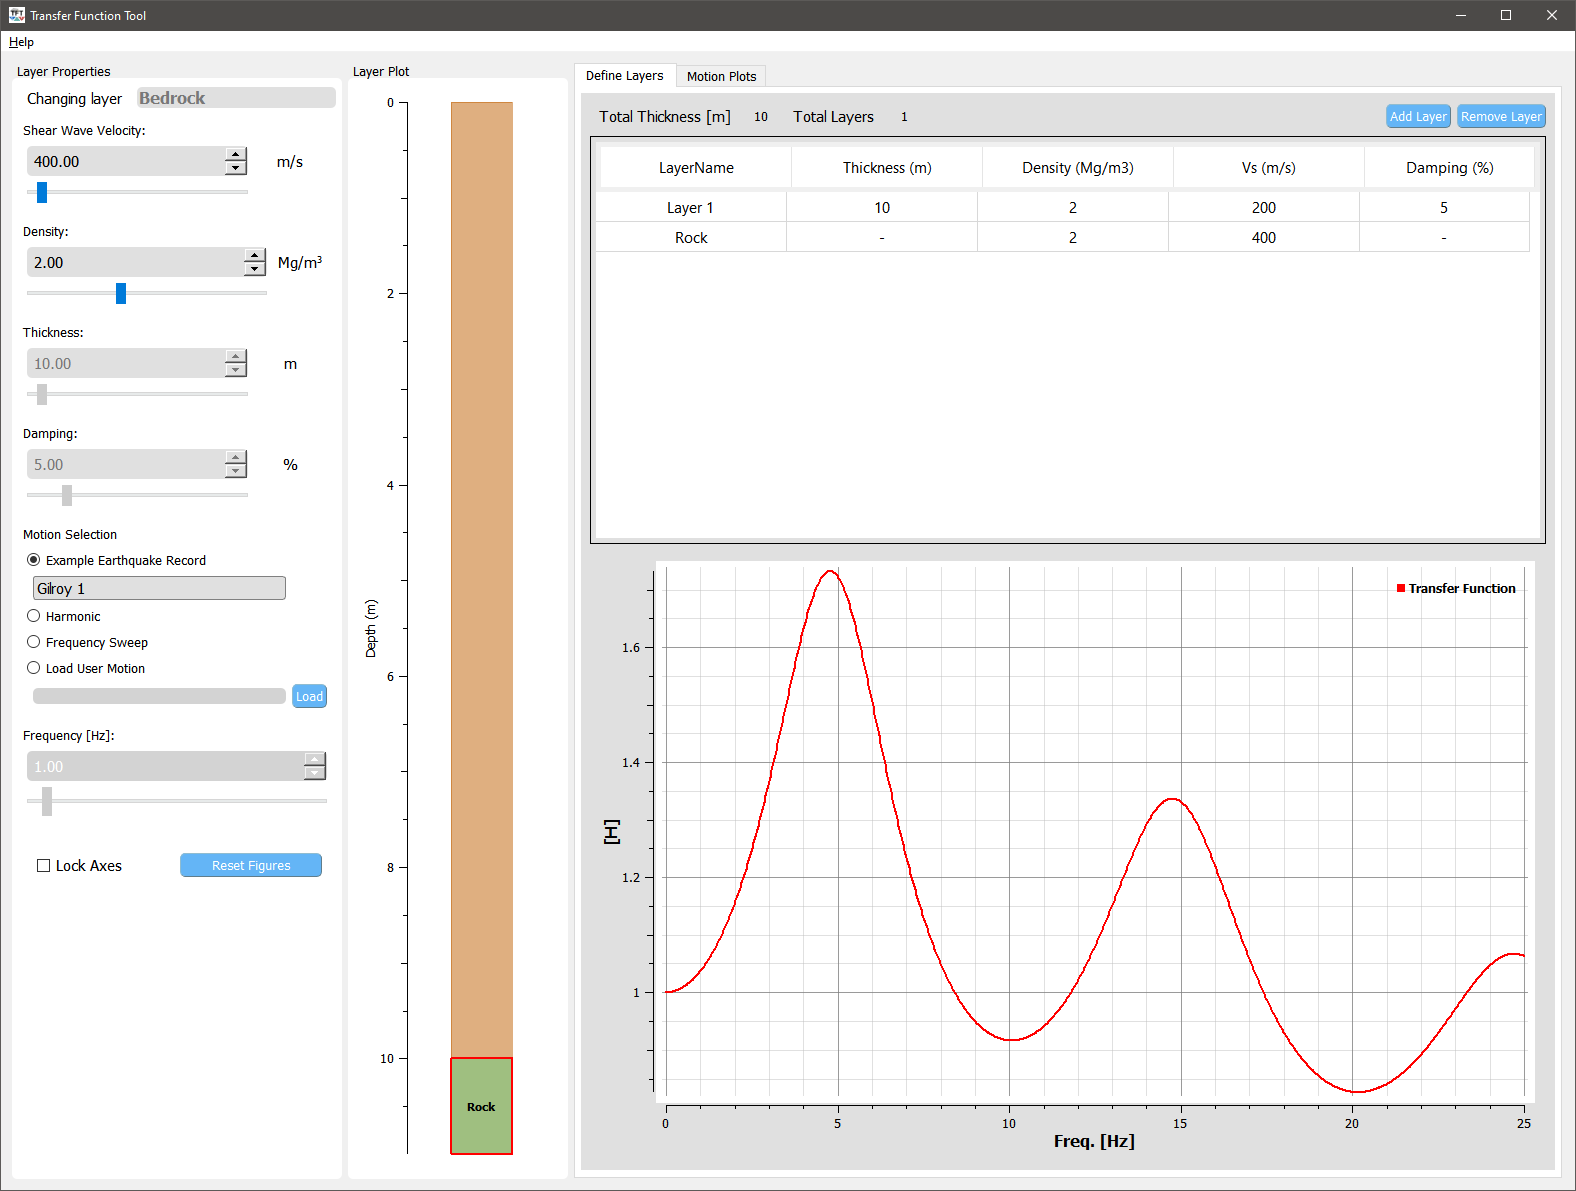 TFT Transfer Function Tool
Help
Layer Properties
Changing layer Bedrock
Shear Wave Velocity:
400.00 m/s
Density:
2.00 Mg/m³
Thickness:
10.00 m
Damping:
5.00 %
Motion Selection
Example Earthquake Record
Gilroy 1
Harmonic
Frequency Sweep
Load User Motion
Load
Frequency [Hz]:
1.00
Lock Axes Reset Figures
Layer Plot
0
2
4
Depth (m)
6
8
10
Rock
Define Layers Motion Plots
Total Thickness [m] 10 Total Layers 1 Add Layer Remove Layer
LayerName Thickness (m) Density (Mg/m3) Vs (m/s) Damping (%)
Layer 1 10 2 200 5
Rock - 2 400 -
Transfer Function
1.6
1.4
[H]
1.2
1
0 5 10 15 20 25
Freq. [Hz]